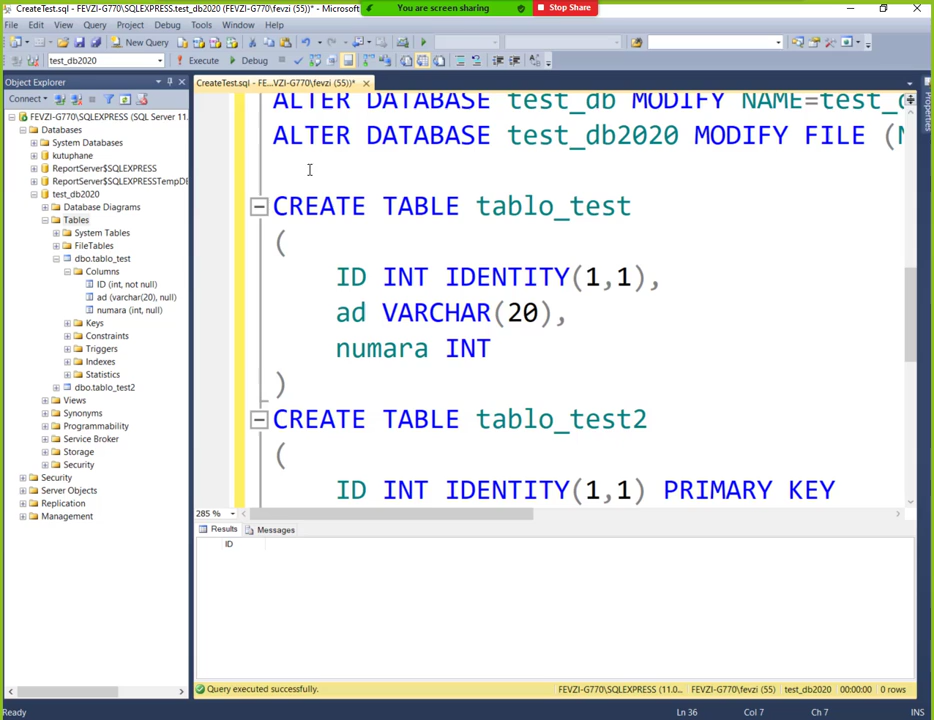 CreateTest.sql - FEVZI-G770\SQLEXPRESS.test_db2020 (FEVZI-G770\fevzi (55))* - Microsoft
You are screen sharing
Stop Share
File Edit View Query Project Debug Tools Window Help
New Query
test_db2020
Execute
Debug
Object Explorer
Connect
FEVZI-G770\SQLEXPRESS (SQL Server 11.
Databases
System Databases
kutuphane
ReportServer$SQLEXPRESS
ReportServer$SQLEXPRESSTempDB
test_db2020
Database Diagrams
Tables
System Tables
FileTables
dbo.tablo_test
Columns
ID (int, not null)
ad (varchar(20), null)
numara (int, null)
Keys
Constraints
Triggers
Indexes
Statistics
dbo.tablo_test2
Views
Synonyms
Programmability
Service Broker
Storage
Security
Security
Server Objects
Replication
Management
CreateTest.sql - FE...VZI-G770\fevzi (55))*
ALTER DATABASE test_db MODIFY NAME=test_
ALTER DATABASE test_db2020 MODIFY FILE (N
CREATE TABLE tablo_test
(
ID INT IDENTITY(1,1),
ad VARCHAR(20),
numara INT
)
CREATE TABLE tablo_test2
(
ID INT IDENTITY(1,1) PRIMARY KEY
285 %
Results Messages
ID
Query executed successfully.
FEVZI-G770\SQLEXPRESS (11.0... FEVZI-G770\fevzi (55) test_db2020 00:00:00 0 rows
Properties
Ready
Ln 36 Col 7 Ch 7 INS